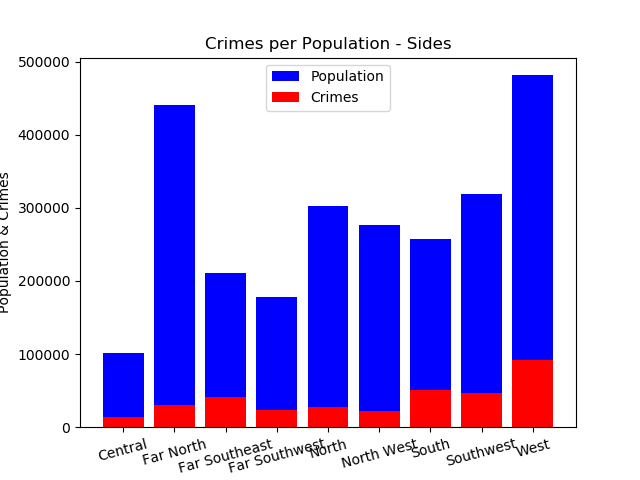 Crimes per Population - Sides
Population
Crimes
Population & Crimes
500000
400000
300000
200000
100000
0
Central
Far North
Far Southeast
Far Southwest
North
North West
South
Southwest
West